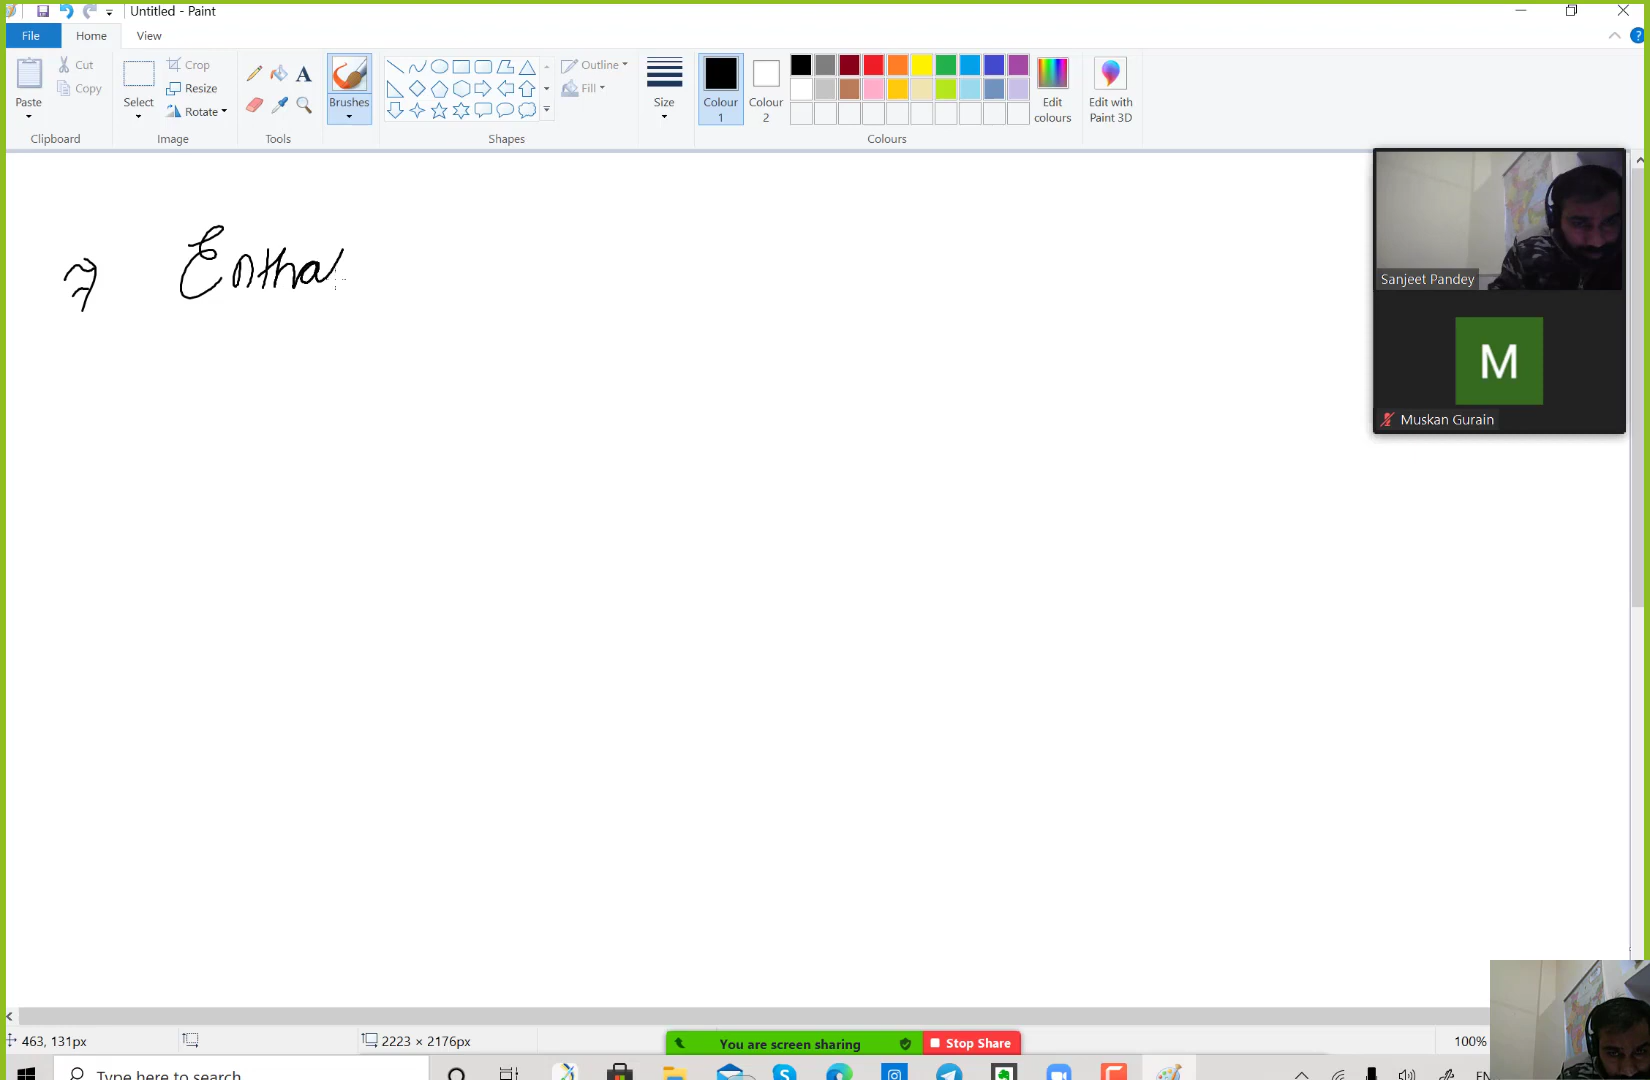 Untitled - Paint
File Home View
Paste
Cut
Copy
Clipboard
Select
Crop
Resize
Rotate
Image
A
Tools
Brushes
Shapes
Outline
Fill
Size
Colour 1
Colour 2
Edit colours
Colours
Edit with Paint 3D
7 Entha
Sanjeet Pandey
M
Muskan Gurain
463, 131px
2223 × 2176px
You are screen sharing
Stop Share
100%
Type here to search